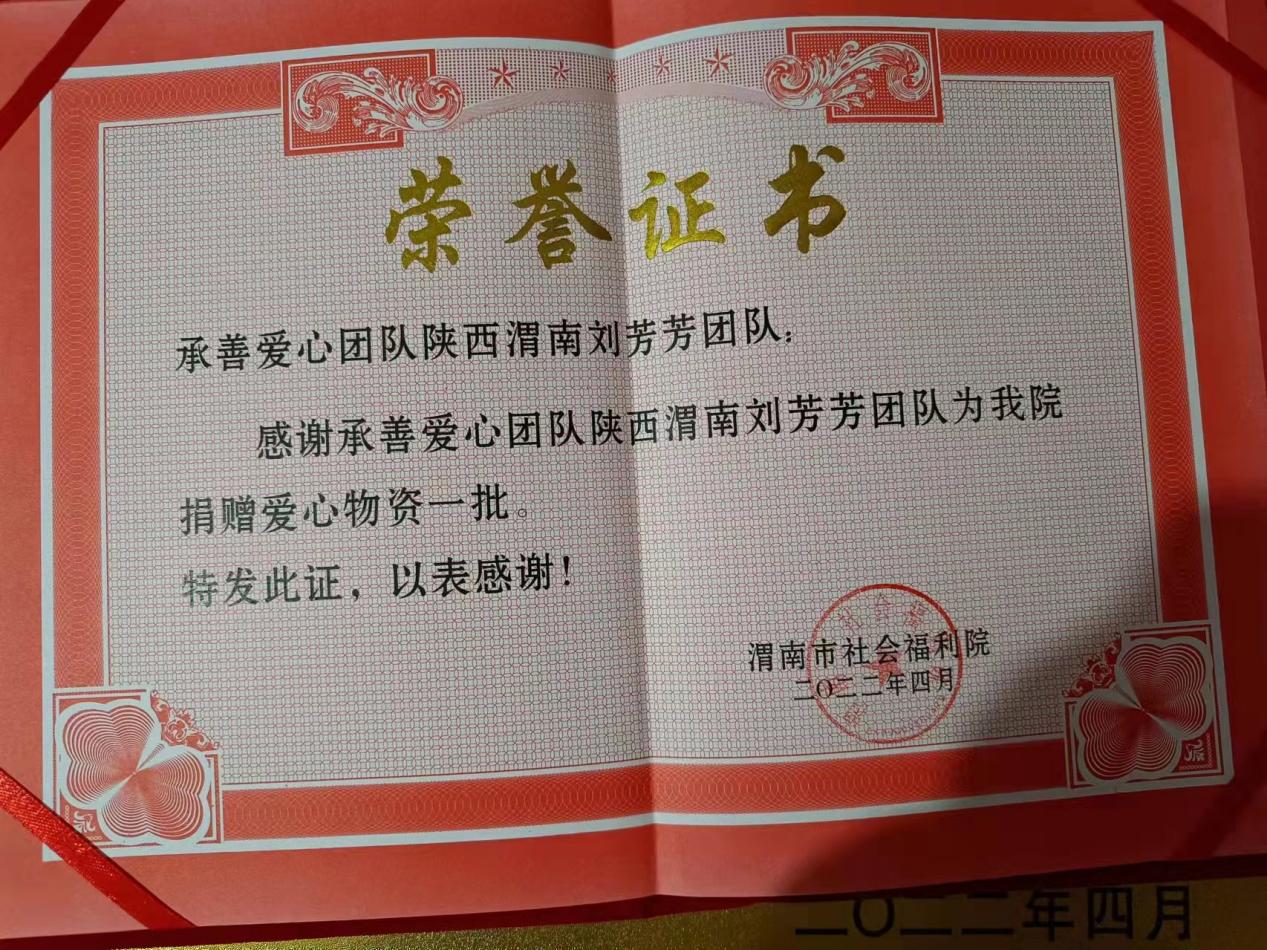 荣誉证书
承善爱心团队陕西渭南刘芳芳团队：
感谢承善爱心团队陕西渭南刘芳芳团队为我院
捐赠爱心物资一批。
特发此证，以表感谢！
渭南市社会福利院
二〇二二年四月
二〇二二年四月